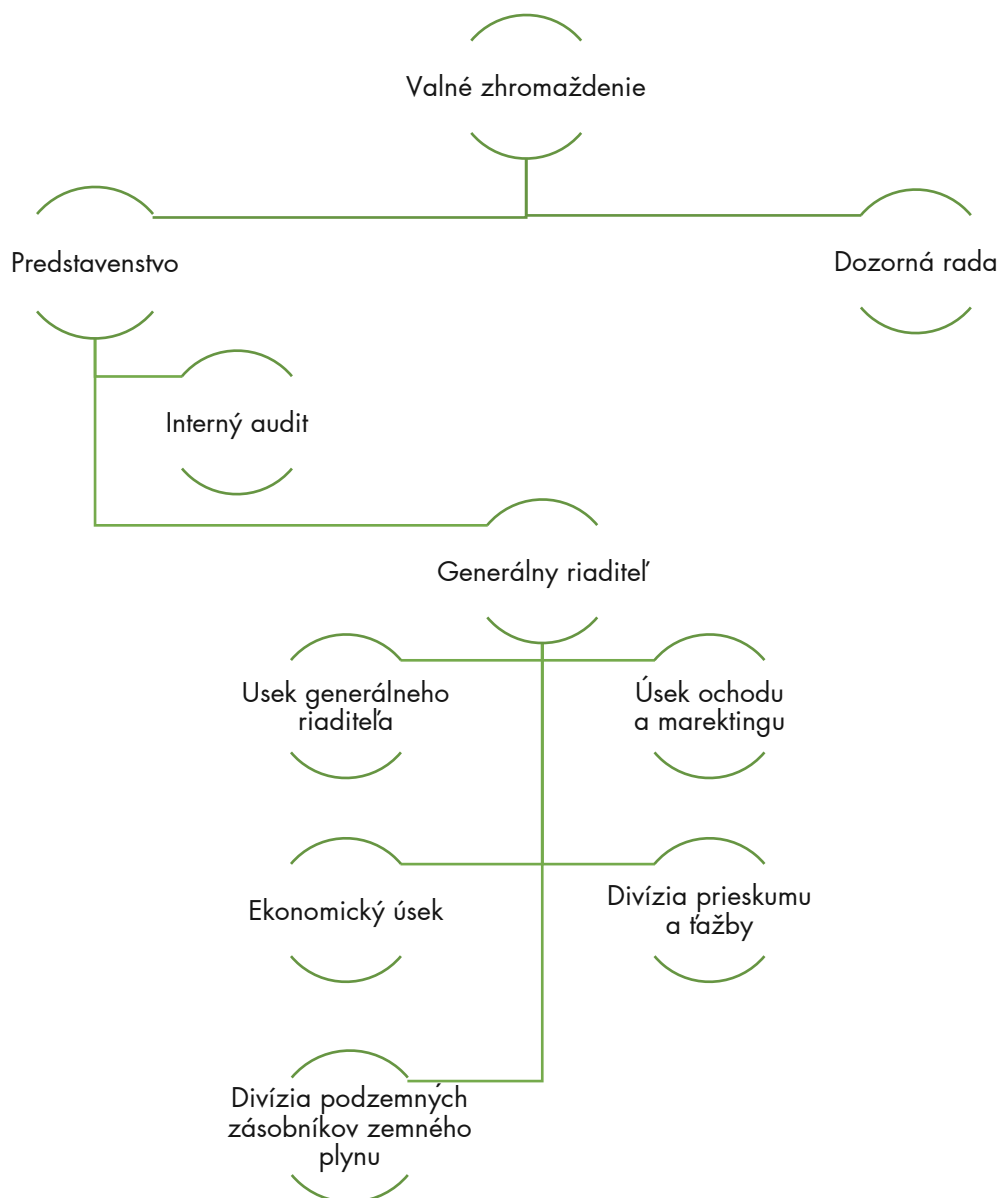 Valné zhromaždenie
Predstavenstvo
Dozorná rada
Interný audit
Generálny riaditeľ
Usek generálneho
riaditeľa
Úsek ochodu
a marektingu
Ekonomický úsek
Divízia prieskumu
a ťažby
Divízia podzemných
zásobníkov zemného
plynu